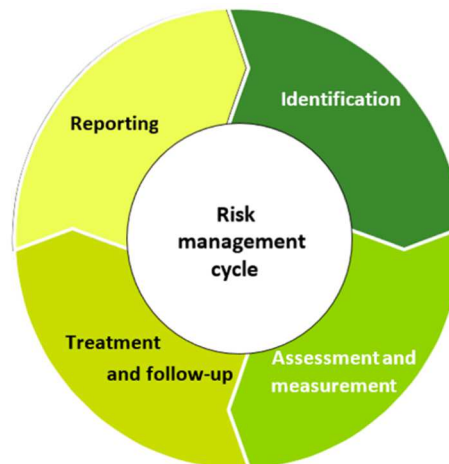 Reporting
Identification
Risk
management
cycle
Treatment
and follow-up
Assessment and
measurement